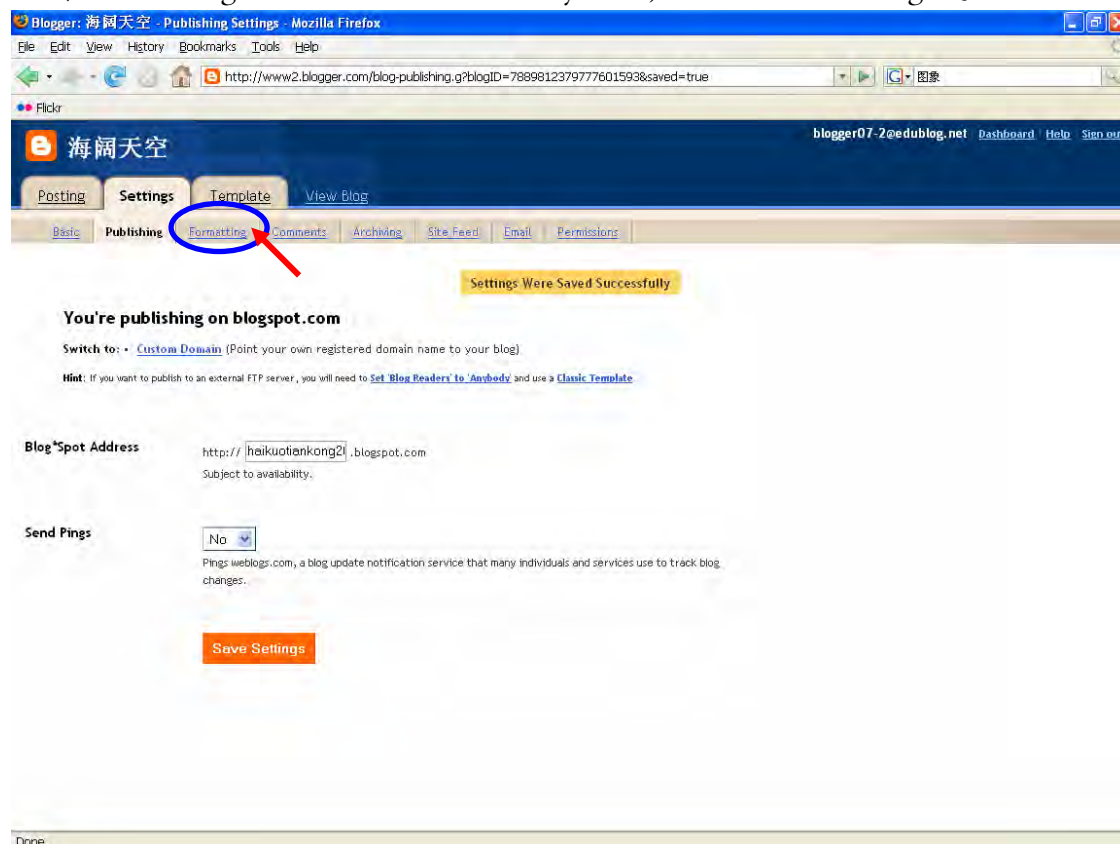 Blogger: 海阔天空 - Publishing Settings - Mozilla Firefox
File Edit View History Bookmarks Tools Help
http://www2.blogger.com/blog-publishing.g?blogID=7889812379777601593&saved=true
G 图象
Flickr
blogger07-2@edublog.net Dashboard Help Sign out
海阔天空
Posting Settings Template View Blog
Basic Publishing Formatting Comments Archiving Site Feed Email Permissions
Settings Were Saved Successfully
You're publishing on blogspot.com
Switch to: • Custom Domain (Point your own registered domain name to your blog)
Hint: If you want to publish to an external FTP server, you will need to Set 'Blog Readers' to 'Anybody' and use a Classic Template
Blog*Spot Address
http:// haikuotiankong2 .blogspot.com
Subject to availability.
Send Pings
No
Pings weblogs.com, a blog update notification service that many individuals and services use to track blog
changes.
Save Settings
Done